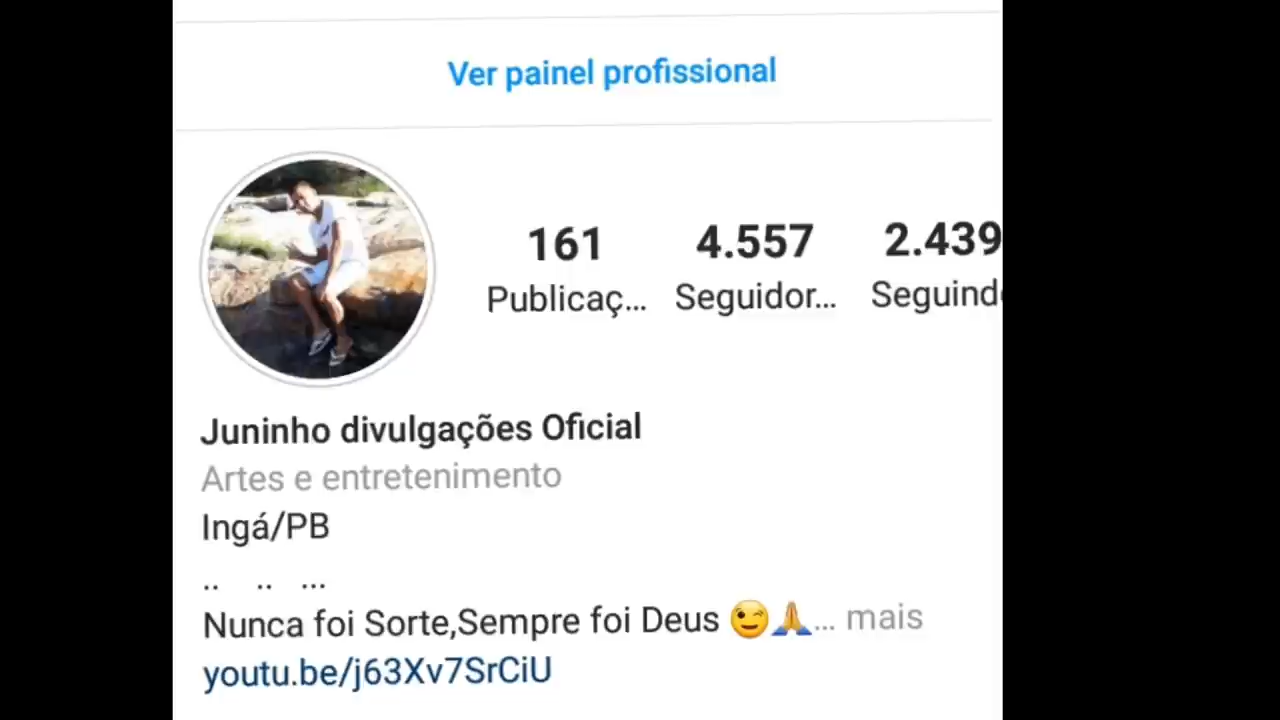 Ver painel profissional
161 4.557 2.439
Publicaç... Seguidor... Seguind
Juninho divulgações Oficial
Artes e entretenimento
Ingá/PB
.. .. ...
Nunca foi Sorte,Sempre foi Deus 😉🙏... mais
youtu.be/j63Xv7SrCiU